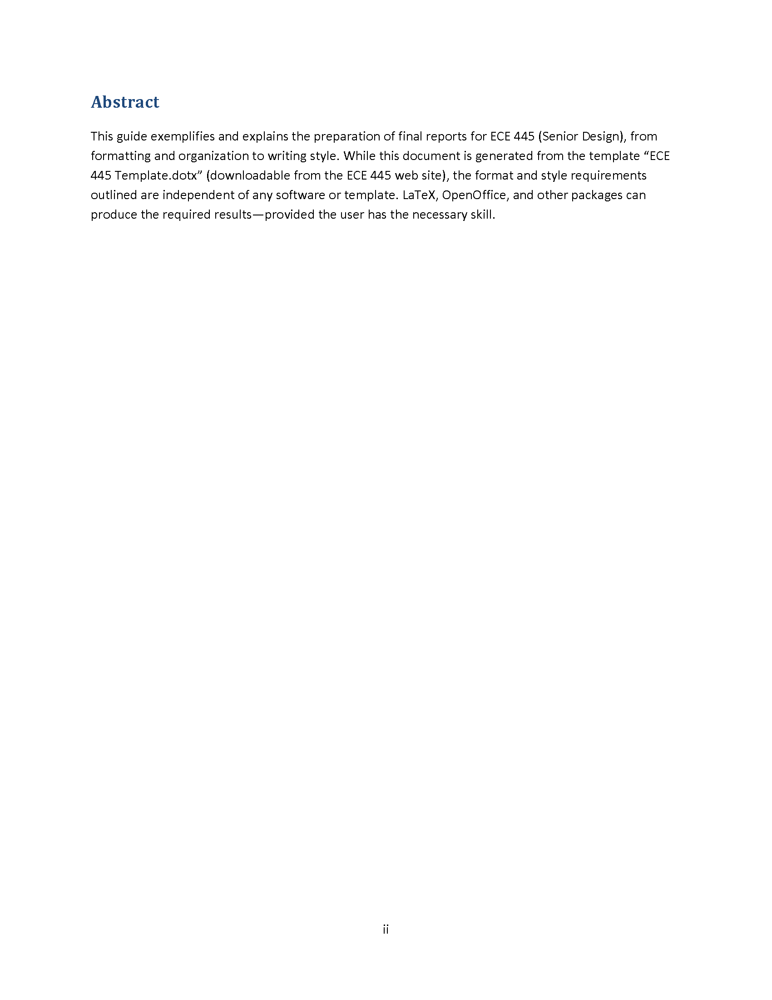 Abstract
This guide exemplifies and explains the preparation of final reports for ECE 445 (Senior Design), from
formatting and organization to writing style. While this document is generated from the template “ECE
445 Template.dotx” (downloadable from the ECE 445 web site), the format and style requirements
outlined are independent of any software or template. LaTeX, OpenOffice, and other packages can
produce the required results—provided the user has the necessary skill.
ii